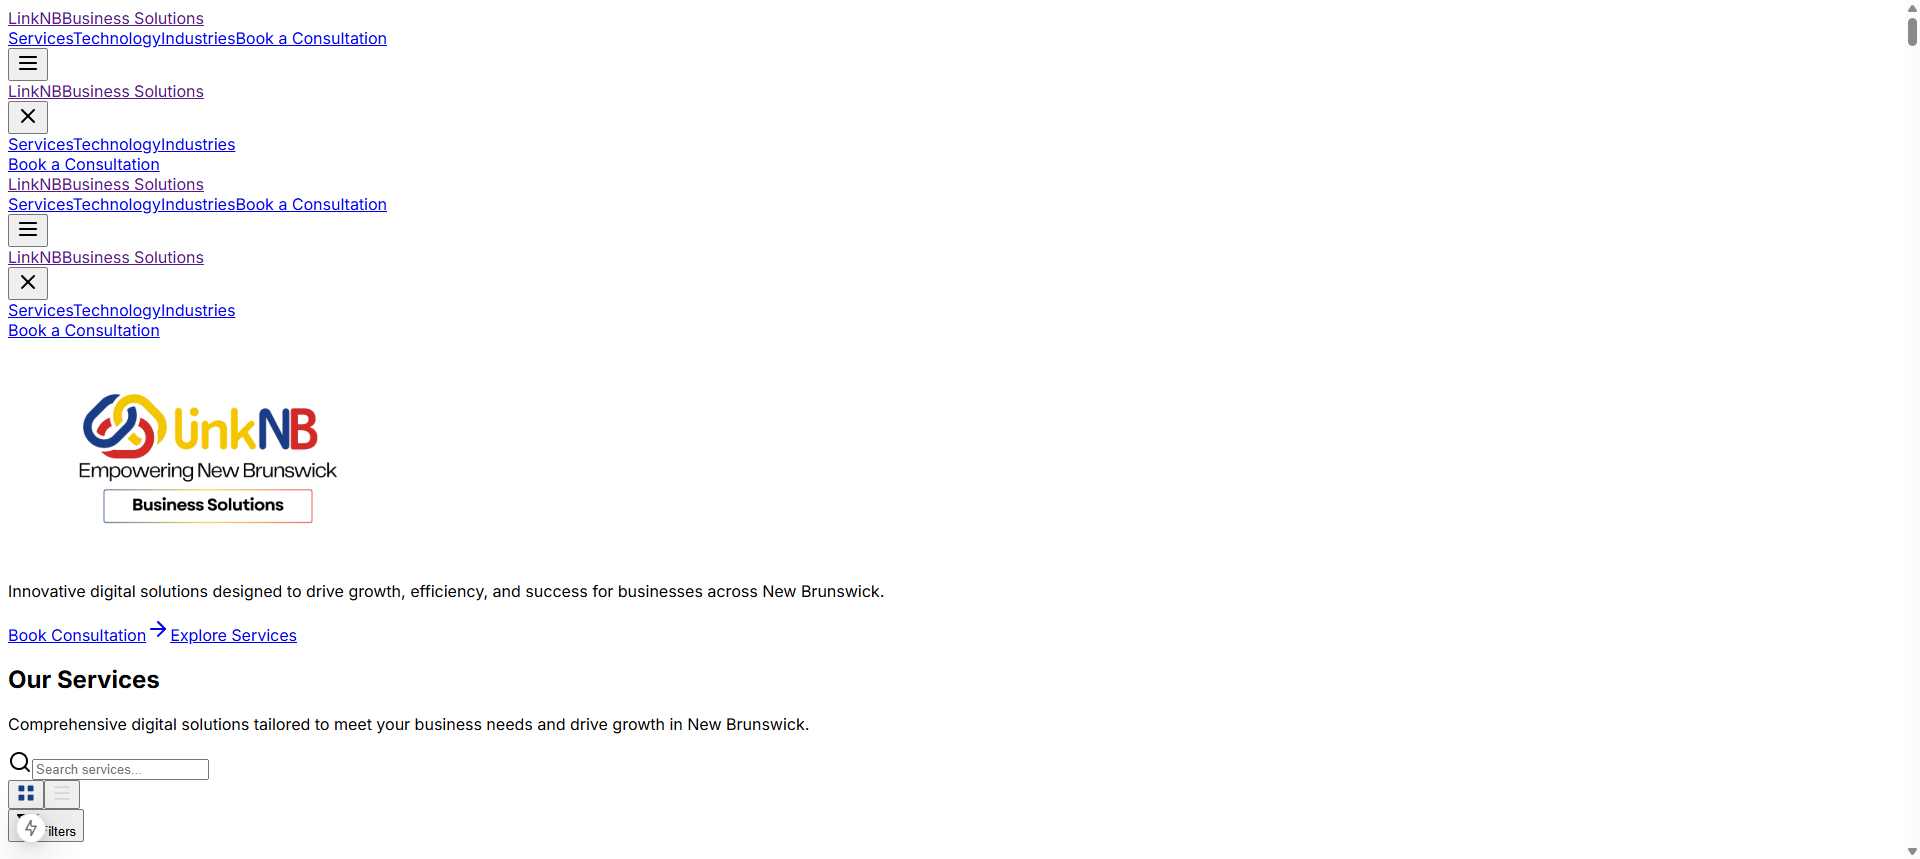 LinkNBBusiness Solutions
ServicesTechnologyIndustriesBook a Consultation
LinkNBBusiness Solutions
ServicesTechnologyIndustries
Book a Consultation
LinkNBBusiness Solutions
ServicesTechnologyIndustriesBook a Consultation
LinkNBBusiness Solutions
ServicesTechnologyIndustries
Book a Consultation
linkNB
Empowering New Brunswick
Business Solutions
Innovative digital solutions designed to drive growth, efficiency, and success for businesses across New Brunswick.
Book Consultation Explore Services
Our Services
Comprehensive digital solutions tailored to meet your business needs and drive growth in New Brunswick.
Search services...
ilters